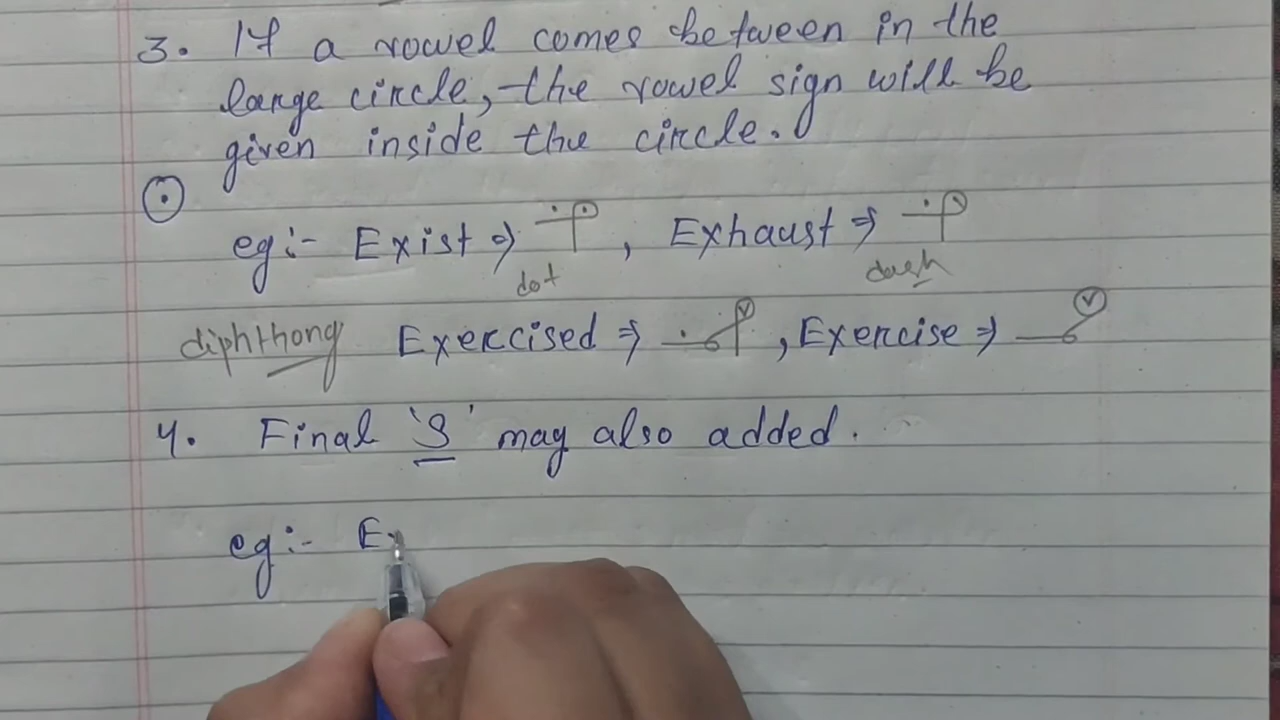 3. If a vowel comes between in the
large circle, the vowel sign will be
given inside the circle.
eg:- Exist ⇒ , Exhaust ⇒
dot dash
diphthong Exercised ⇒ , Exercise ⇒
4. Final 'S' may also added.
eg:- Ex